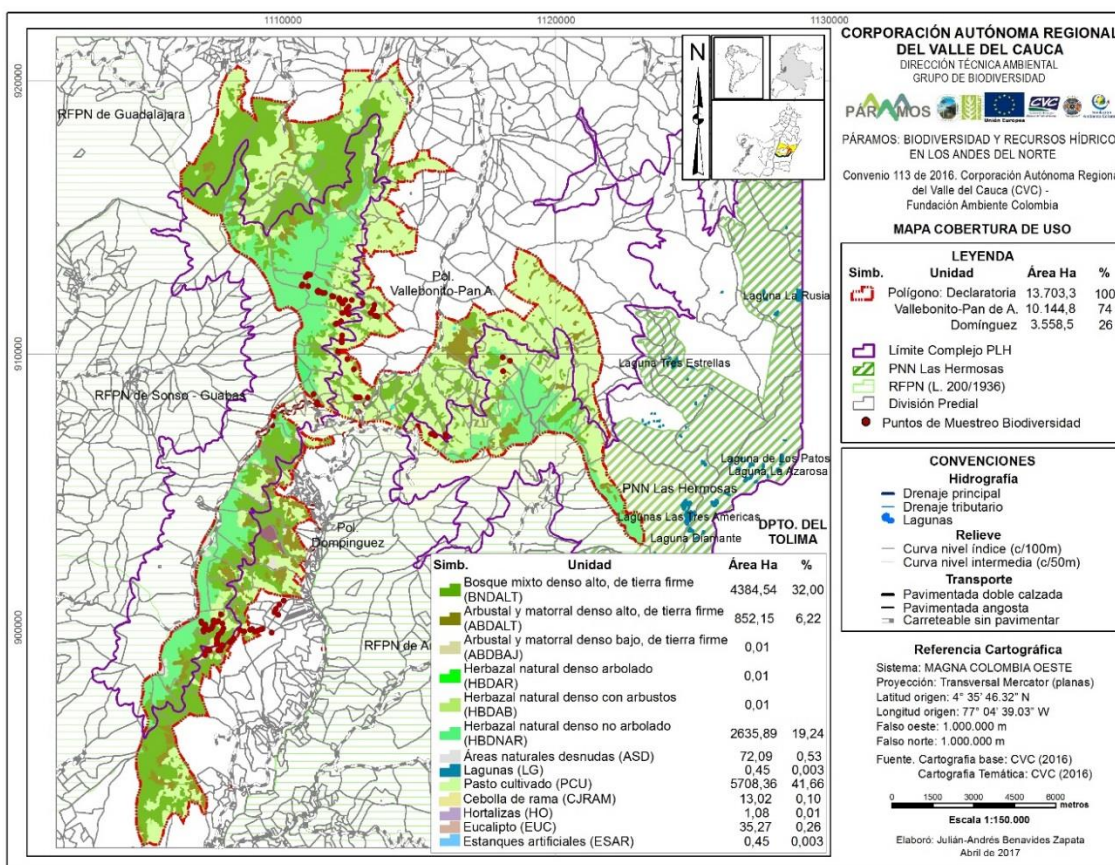 1110000
1120000
1130000
920000
910000
900000
RFPN de Guadalajara
N
Pol.
Vallebonito-Pan A.
Laguna La Rusia
Laguna Tres Estrellas
RFPN de Sonso - Guabas
Laguna de Los Patos
Laguna La Azarosa
PNN Las Hermosas
Lagunas Las Tres Americas
Laguna Diamante
DPTO. DEL
TOLIMA
Pol.
Dompinguez
RFPN de A
Simb. Unidad Área Ha %
Bosque mixto denso alto, de tierra firme
(BNDALT) 4384,54 32,00
Arbustal y matorral denso alto, de tierra firme
(ABDALT) 852,15 6,22
Arbustal y matorral denso bajo, de tierra firme
(ABDBAJ) 0,01
Herbazal natural denso arbolado
(HBDAR) 0,01
Herbazal natural denso con arbustos
(HBDAB) 0,01
Herbazal natural denso no arbolado
(HBDNAR) 2635,89 19,24
Áreas naturales desnudas (ASD) 72,09 0,53
Lagunas (LG) 0,45 0,003
Pasto cultivado (PCU) 5708,36 41,66
Cebolla de rama (CJRAM) 13,02 0,10
Hortalizas (HO) 1,08 0,01
Eucalipto (EUC) 35,27 0,26
Estanques artificiales (ESAR) 0,45 0,003
CORPORACIÓN AUTÓNOMA REGIONAL
DEL VALLE DEL CAUCA
DIRECCIÓN TÉCNICA AMBIENTAL
GRUPO DE BIODIVERSIDAD
PÁRAMOS
Unión Europea
CVC
PÁRAMOS: BIODIVERSIDAD Y RECURSOS HÍDRICO
EN LOS ANDES DEL NORTE
Convenio 113 de 2016. Corporación Autónoma Regiona
del Valle del Cauca (CVC) -
Fundación Ambiente Colombia
MAPA COBERTURA DE USO
LEYENDA
Simb. Unidad Área Ha %
Polígono: Declaratoria 13.703,3 100
Vallebonito-Pan de A. 10.144,8 74
Domínguez 3.558,5 26
Límite Complejo PLH
PNN Las Hermosas
RFPN (L. 200/1936)
División Predial
Puntos de Muestreo Biodiversidad
CONVENCIONES
Hidrografía
Drenaje principal
Drenaje tributario
Lagunas
Relieve
Curva nivel índice (c/100m)
Curva nivel intermedia (c/50m)
Transporte
Pavimentada doble calzada
Pavimentada angosta
Carreteable sin pavimentar
Referencia Cartográfica
Sistema: MAGNA COLOMBIA OESTE
Proyección: Transversal Mercator (planas)
Latitud origen: 4° 35' 46.32" N
Longitud origen: 77° 04' 39.03" W
Falso oeste: 1.000.000 m
Falso norte: 1.000.000 m
Fuente. Cartografía base: CVC (2016)
Cartografía Temática: CVC (2016)
0 1500 3000 4500 6000
metros
Escala 1:150.000
Elaboró: Julián-Andrés Benavides Zapata
Abril de 2017